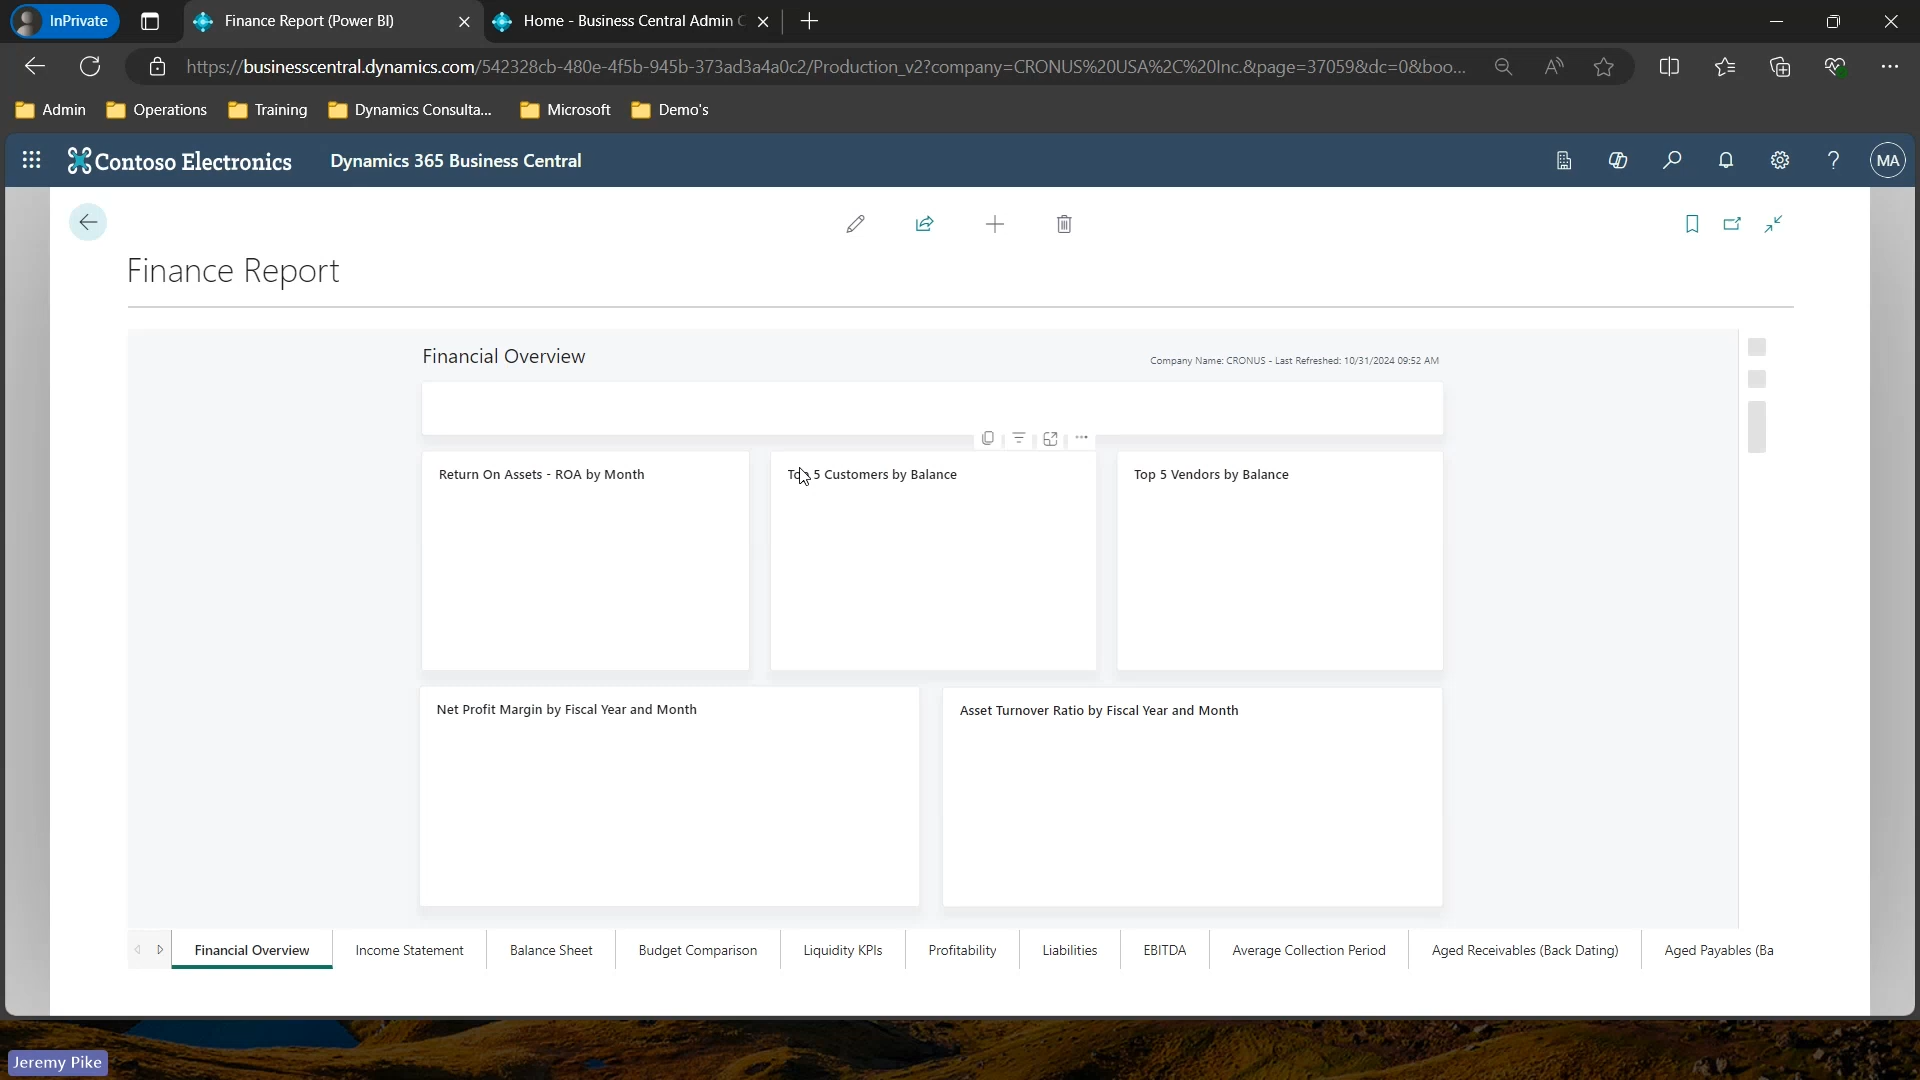 InPrivate
Finance Report (Power BI)
Home - Business Central Admin C
https://businesscentral.dynamics.com/542328cb-480e-4f5b-945b-373ad3a4a0c2/Production_v2?company=CRONUS%20USA%2C%20Inc.&page=37059&dc=0&boo...
Admin
Operations
Training
Dynamics Consulta...
Microsoft
Demo's
Contoso Electronics
Dynamics 365 Business Central
MA
Finance Report
Financial Overview
Company Name: CRONUS - Last Refreshed: 10/31/2024 09:52 AM
Return On Assets - ROA by Month
Top 5 Customers by Balance
Top 5 Vendors by Balance
Net Profit Margin by Fiscal Year and Month
Asset Turnover Ratio by Fiscal Year and Month
Financial Overview
Income Statement
Balance Sheet
Budget Comparison
Liquidity KPIs
Profitability
Liabilities
EBITDA
Average Collection Period
Aged Receivables (Back Dating)
Aged Payables (Ba
Jeremy Pike